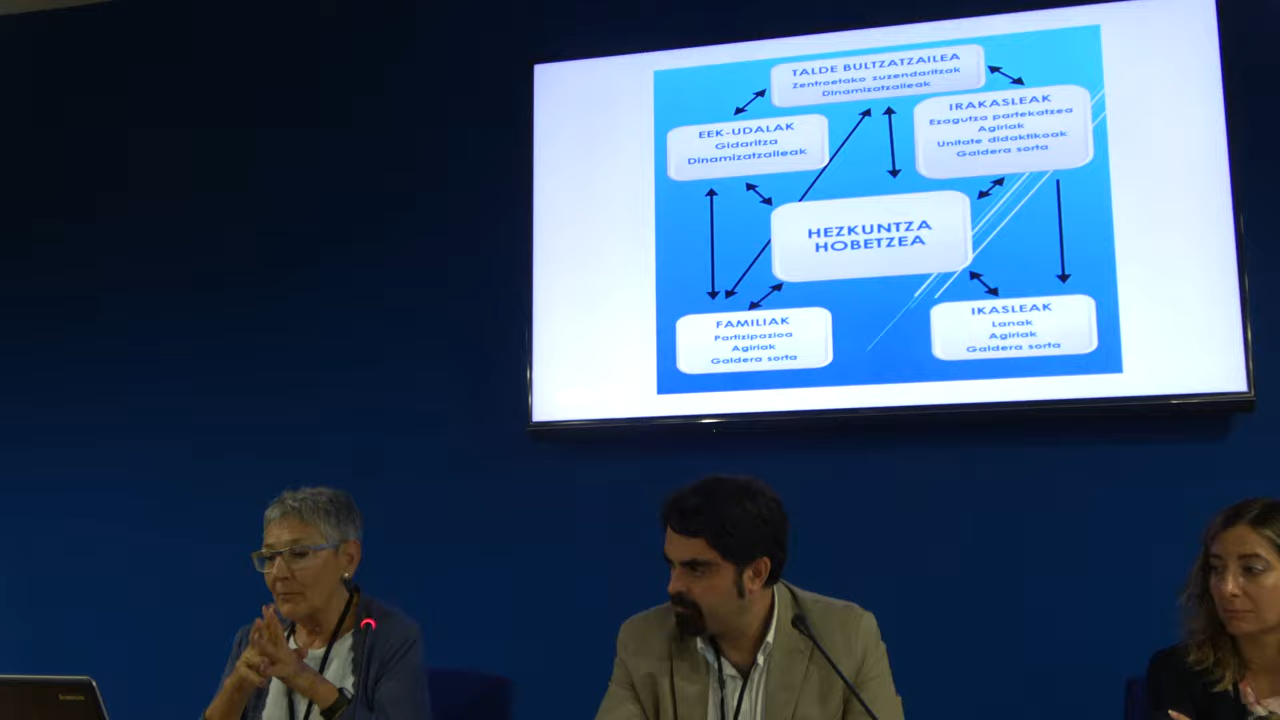 TALDE BULTZATZAILEA
Zentroetako zuzendaritzak
Dinamizatzaileak
EEK-UDALAK
Gidaritza
Dinamizatzaileak
IRAKASLEAK
Ezagutza partekatzea
Agiriak
Unitate didaktikoak
Galdera sorta
HEZKUNTZA
HOBETZEA
FAMILIAK
Partizipazioa
Agiriak
Galdera sorta
IKASLEAK
Lanak
Agiriak
Galdera sorta